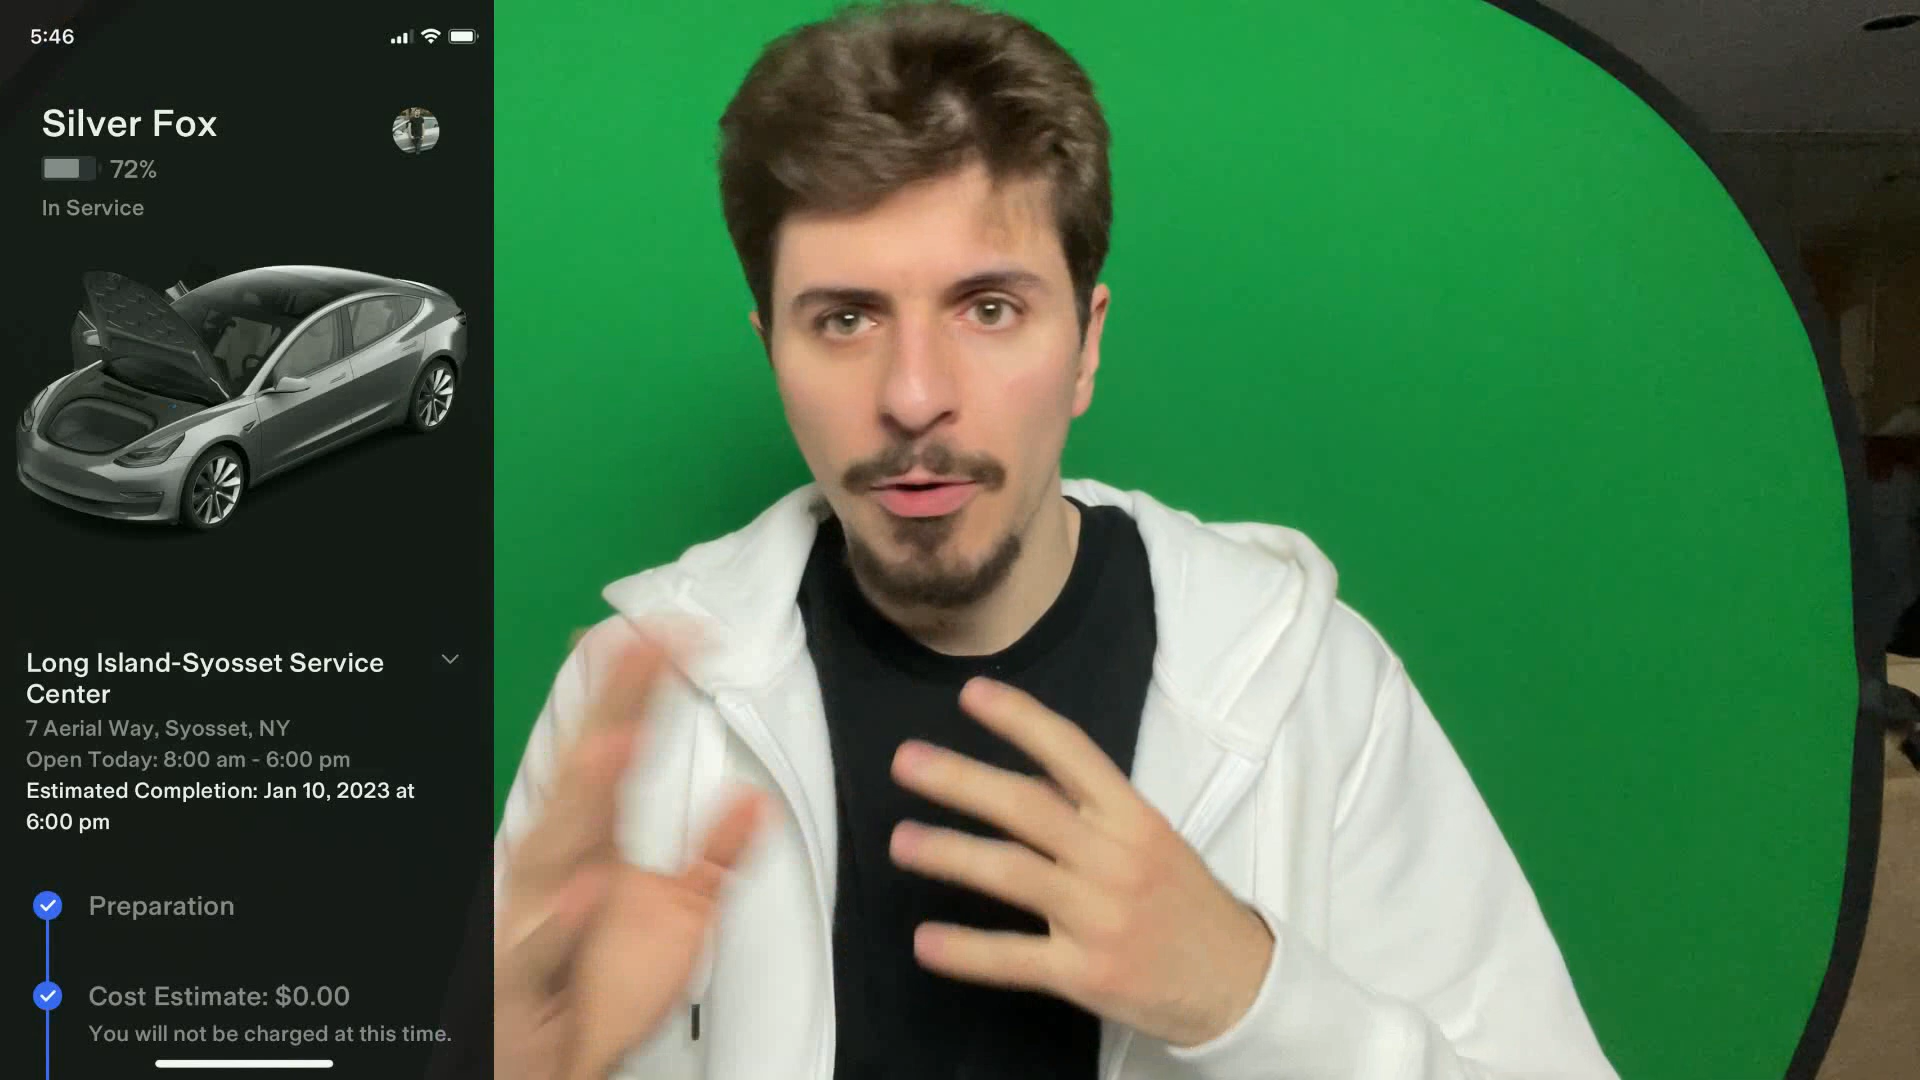 5:46
Silver Fox
72%
In Service
Long Island-Syosset Service
Center
7 Aerial Way, Syosset, NY
Open Today: 8:00 am - 6:00 pm
Estimated Completion: Jan 10, 2023 at
6:00 pm
Preparation
Cost Estimate: $0.00
You will not be charged at this time.